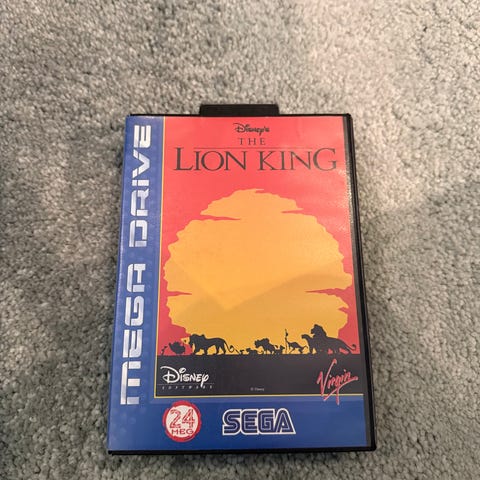 Disney's
THE
LION KING
MEGA DRIVE
Disney
SOFTWARE
© Disney
Virgin
24
MEG
SEGA